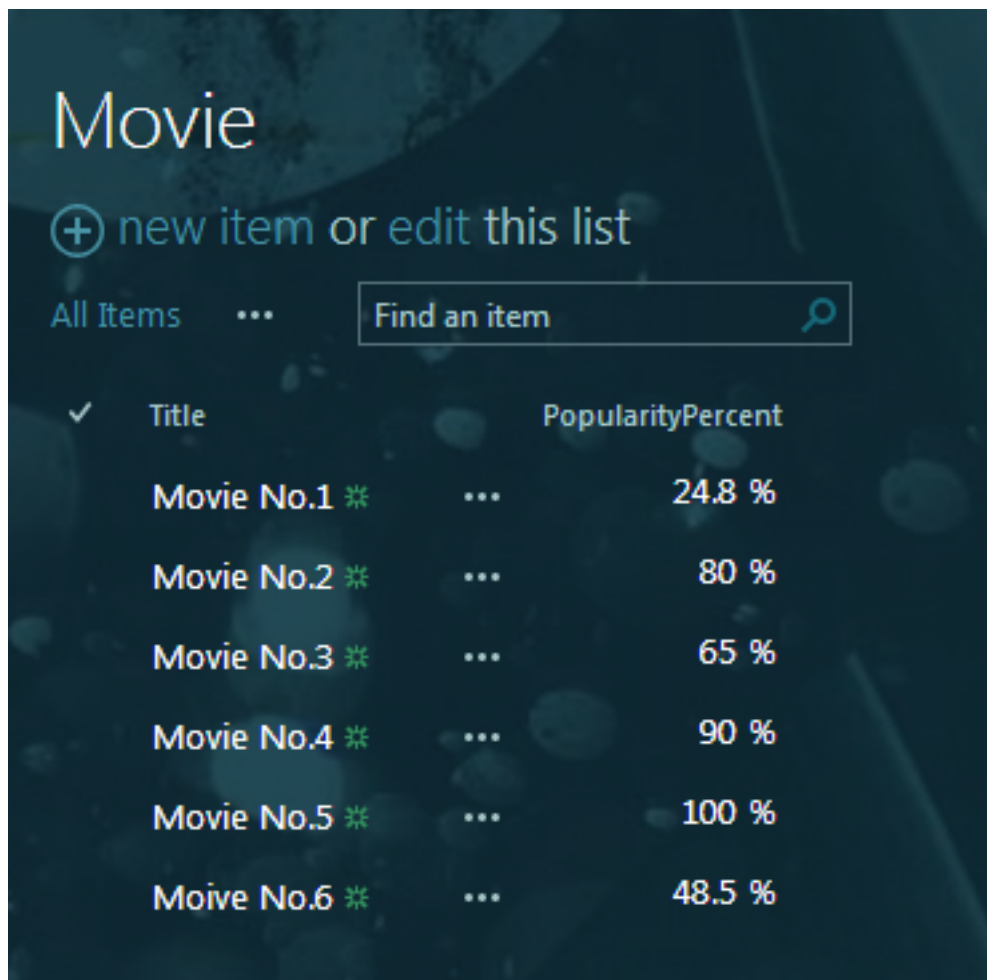 Movie
new item or edit this list
All Items ••• Find an item
Title PopularityPercent
Movie No.1 ••• 24.8 %
Movie No.2 ••• 80 %
Movie No.3 ••• 65 %
Movie No.4 ••• 90 %
Movie No.5 ••• 100 %
Moive No.6 ••• 48.5 %